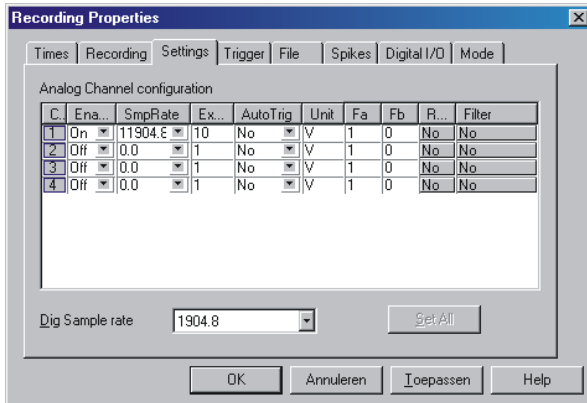 Recording Properties
Times Recording Settings Trigger File Spikes Digital I/O Mode
Analog Channel configuration
C.. Ena... SmpRate Ex... AutoTrig Unit Fa Fb R... Filter
1 On 11904.8 10 No V 1 0 No No
2 Off 0.0 1 No V 1 0 No No
3 Off 0.0 1 No V 1 0 No No
4 Off 0.0 1 No V 1 0 No No
Dig Sample rate 1904.8 Set All
OK Annuleren Toepassen Help